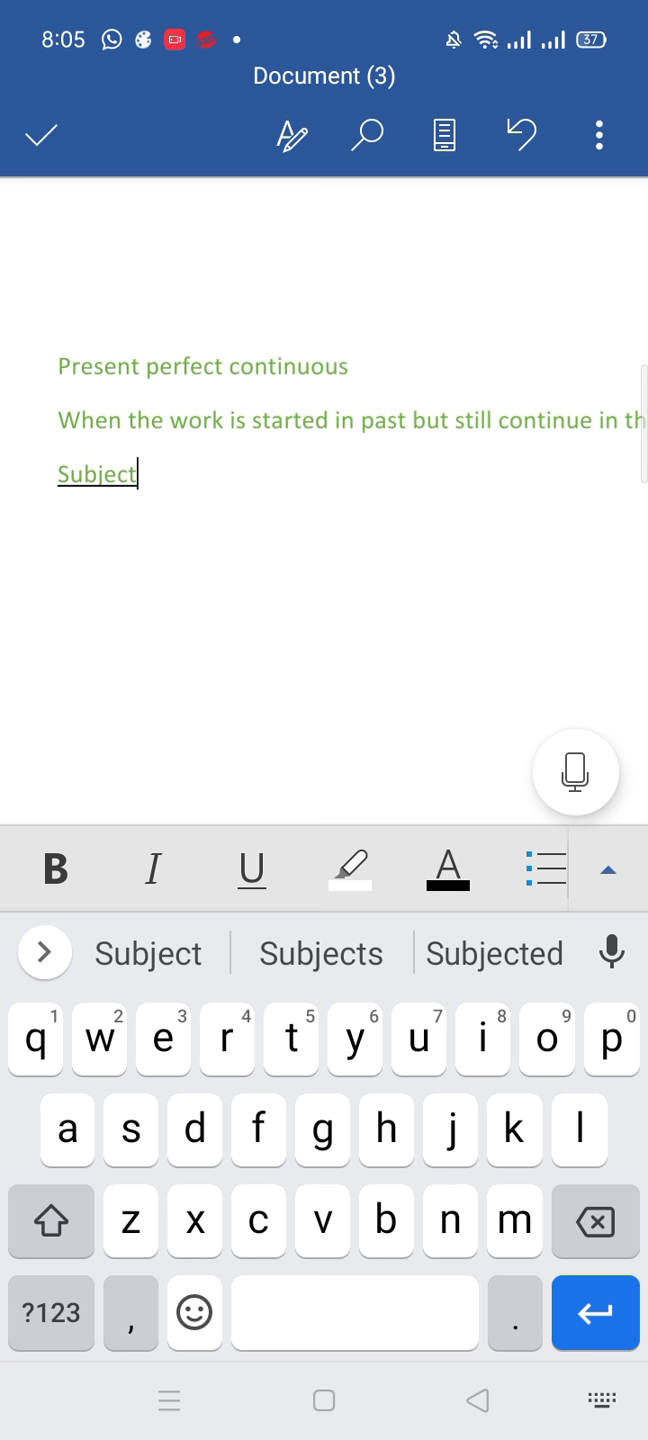 8:05
37
Document (3)
Present perfect continuous
When the work is started in past but still continue in th
Subject
B I U A
Subject Subjects Subjected
1 2 3 4 5 6 7 8 9 0
q w e r t y u i o p
a s d f g h j k l
z x c v b n m
?123 , .